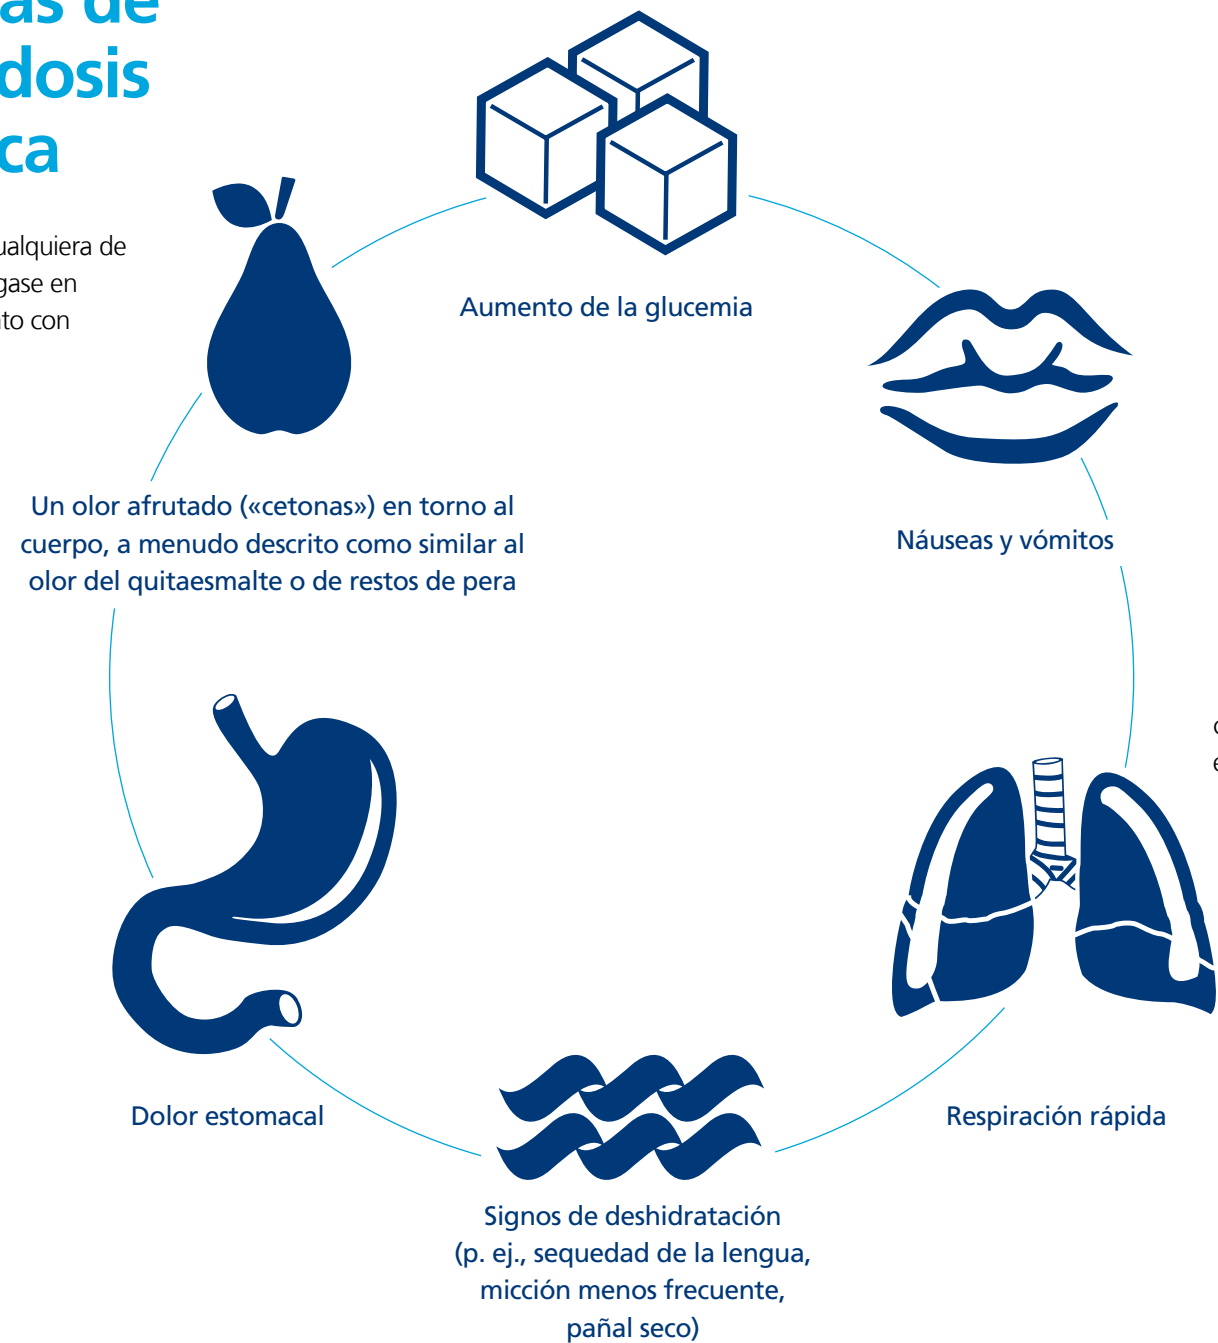 as de
dosis
ca
ualquiera de
gase en
to con
Aumento de la glucemia
Náuseas y vómitos
Un olor afrutado («cetonas») en torno al
cuerpo, a menudo descrito como similar al
olor del quitaesmalte o de restos de pera
Dolor estomacal
Respiración rápida
Signos de deshidratación
(p. ej., sequedad de la lengua,
micción menos frecuente,
pañal seco)